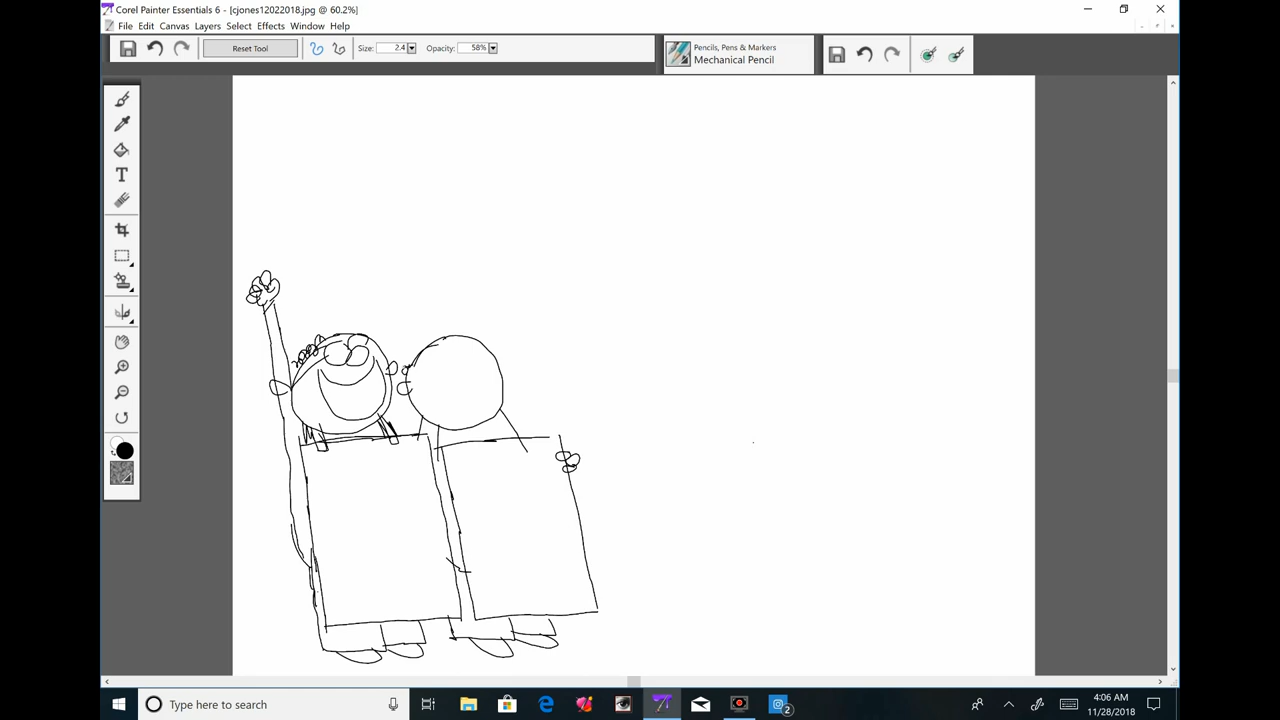 Corel Painter Essentials 6 - [cjones12022018.jpg @ 60.2%]
File Edit Canvas Layers Select Effects Window Help
Reset Tool Size: 2.4 Opacity: 58%
Pencils, Pens & Markers
Mechanical Pencil
T
Type here to search
2
4:06 AM
11/28/2018